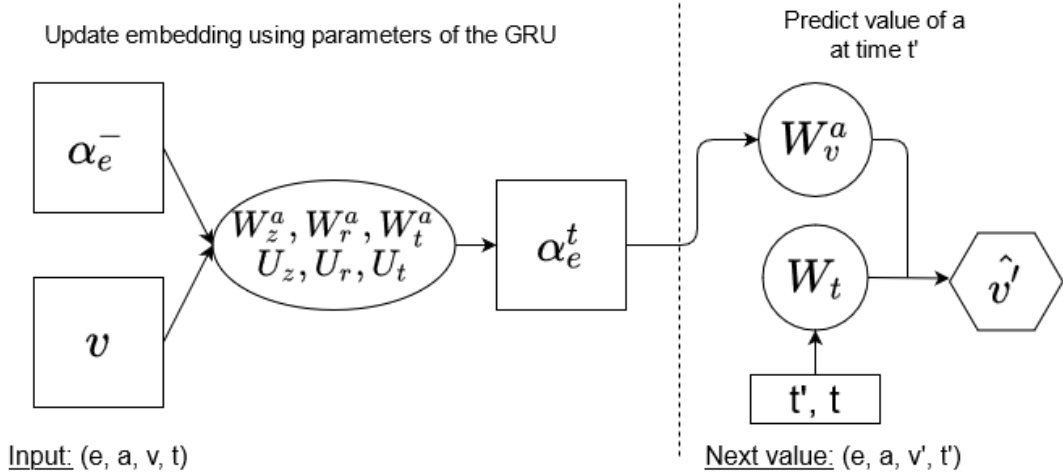 Update embedding using parameters of the GRU
Predict value of a
at time t'
α_e^-
v
W_z^a, W_r^a, W_t^a
U_z, U_r, U_t
α_e^t
W_v^a
W_t
v̂'
t', t
Input: (e, a, v, t)
Next value: (e, a, v', t')